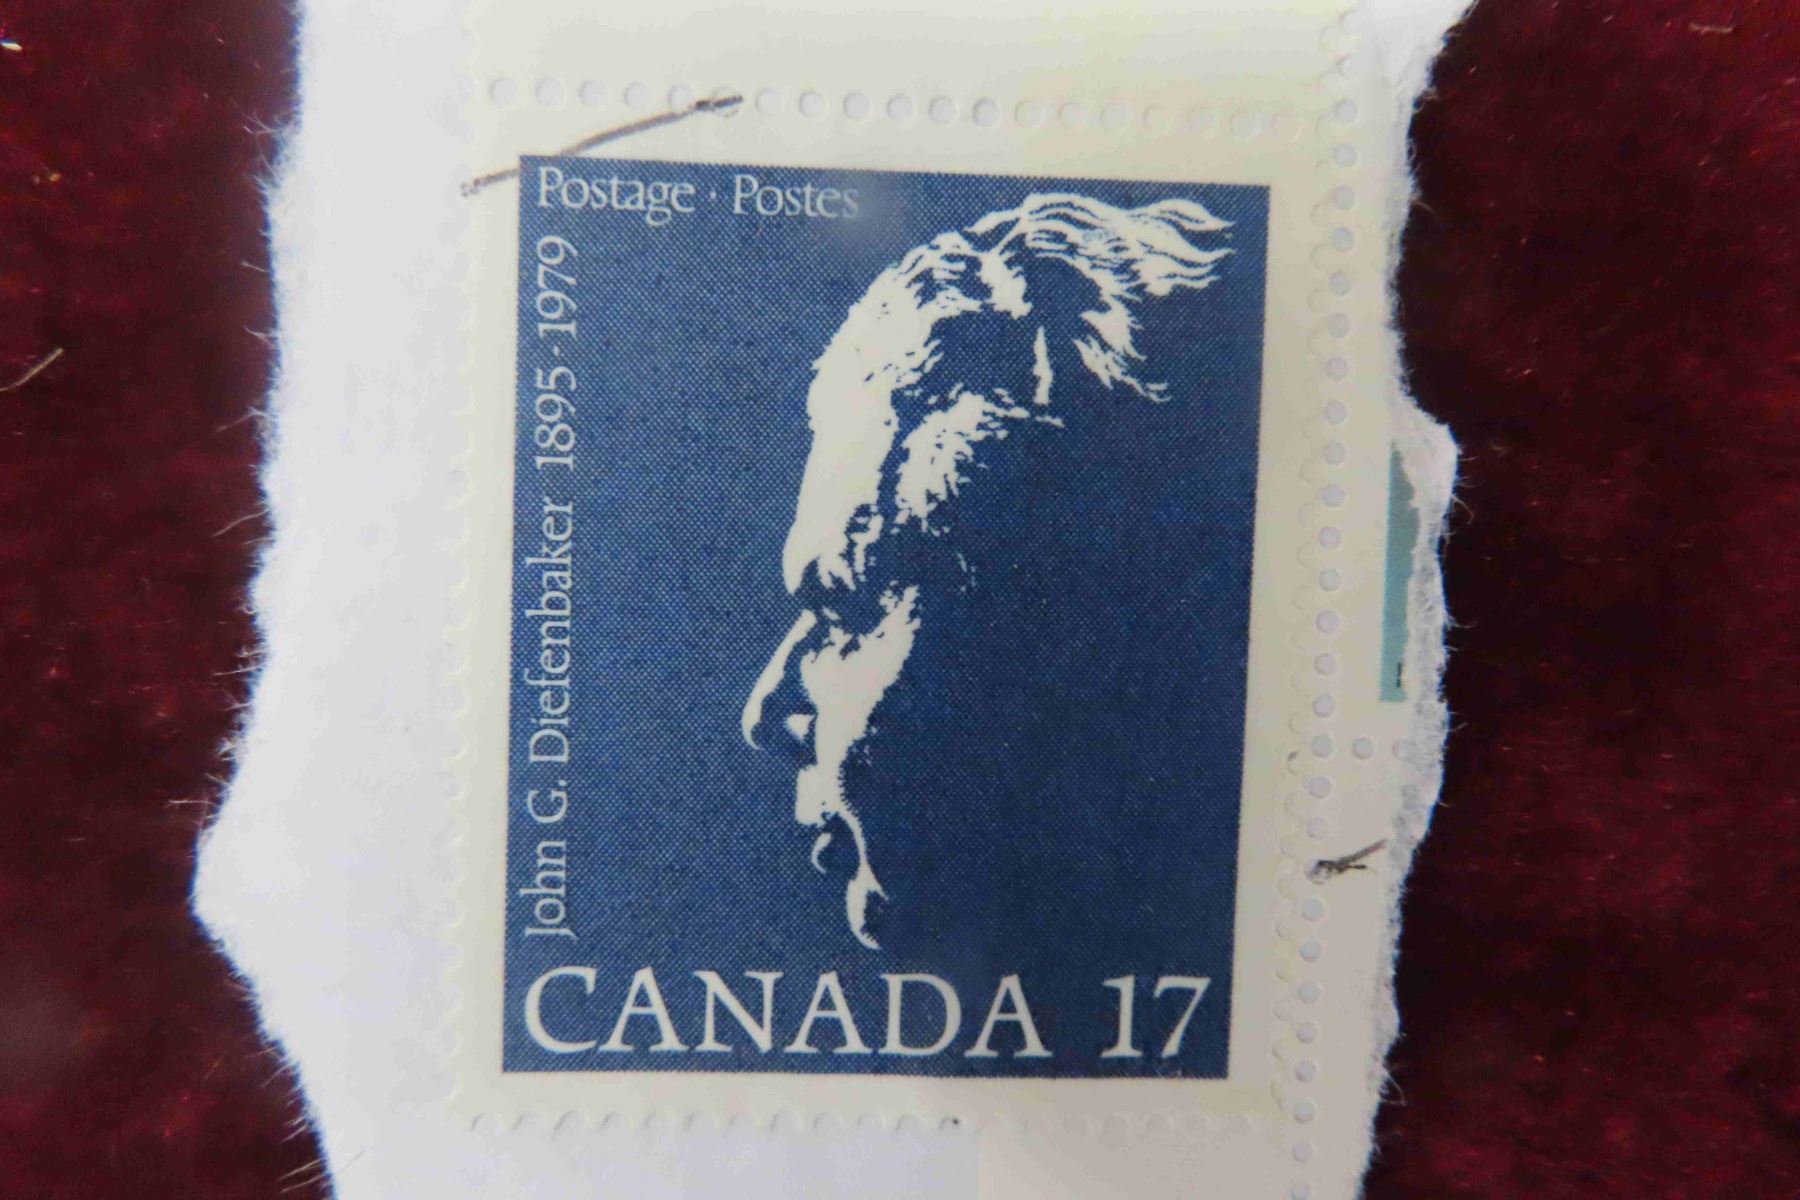 Postage · Postes
John G. Diefenbaker 1895-1979
CANADA 17